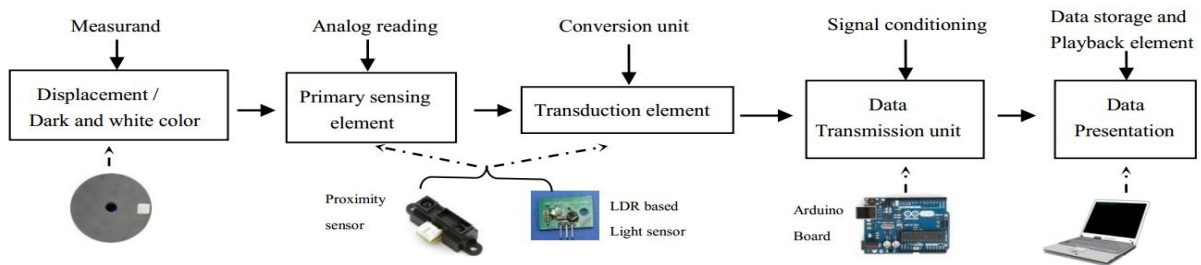 Measurand
Analog reading
Conversion unit
Signal conditioning
Data storage and
Playback element
Displacement /
Dark and white color
Primary sensing
element
Transduction element
Data
Transmission unit
Data
Presentation
Proximity
sensor
LDR based
Light sensor
Arduino
Board